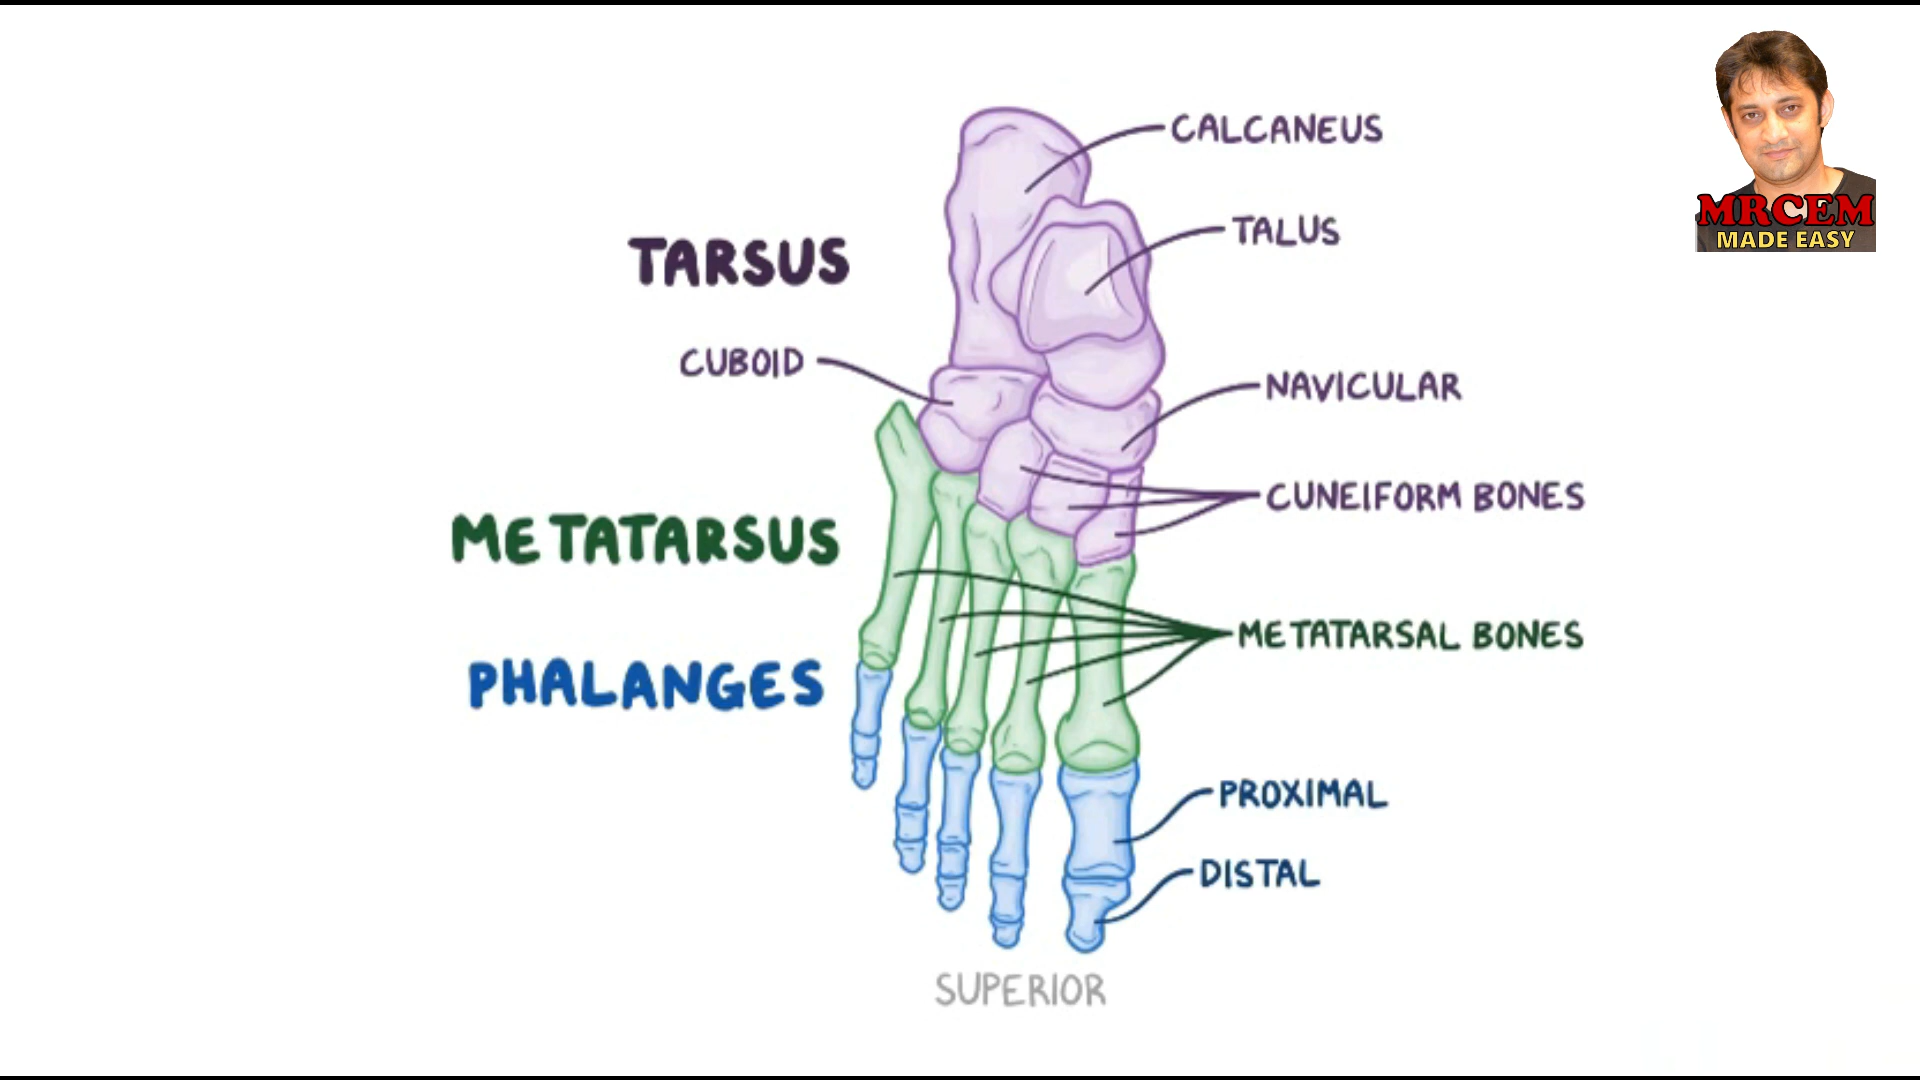 CALCANEUS
MRCEM
MADE EASY
TALUS
TARSUS
CUBOID
NAVICULAR
CUNEIFORM BONES
METATARSUS
METATARSAL BONES
PHALANGES
PROXIMAL
DISTAL
SUPERIOR